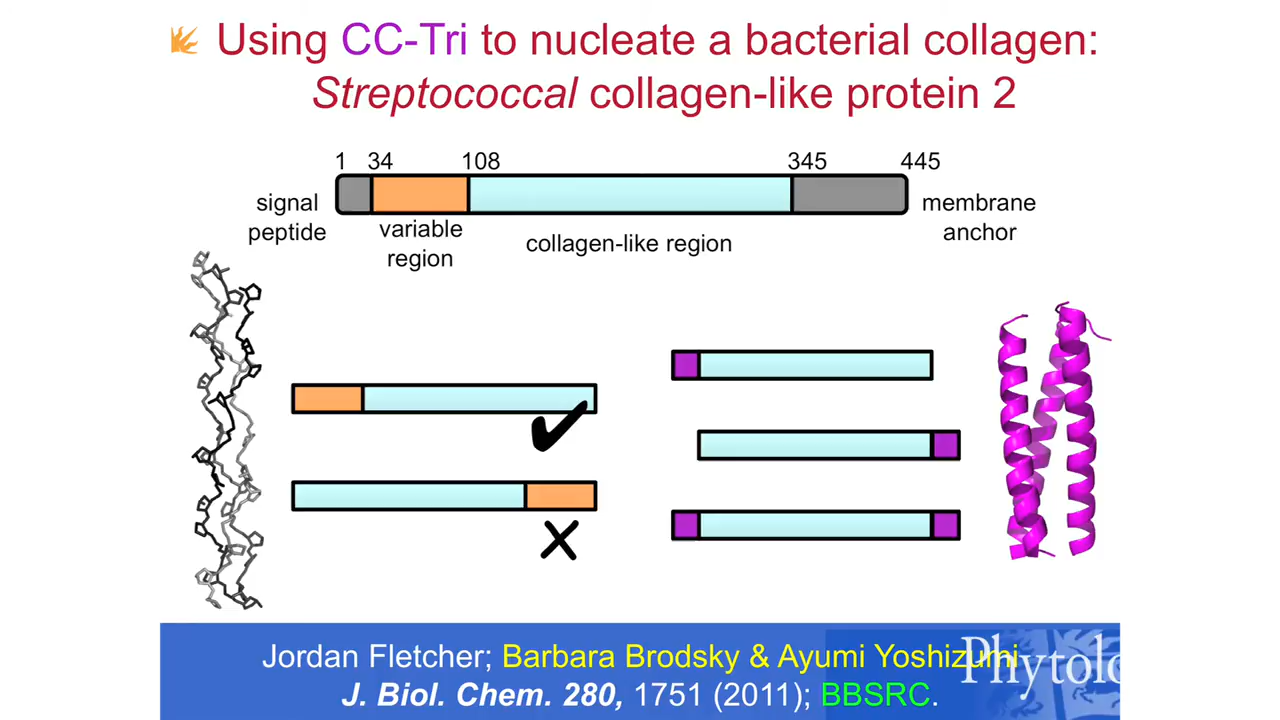 Using CC-Tri to nucleate a bacterial collagen:
Streptococcal collagen-like protein 2
1 34 108 345 445
signal
peptide
variable
region
collagen-like region
membrane
anchor
Jordan Fletcher; Barbara Brodsky & Ayumi Yoshizumi
J. Biol. Chem. 280, 1751 (2011); BBSRC.
Phytolo